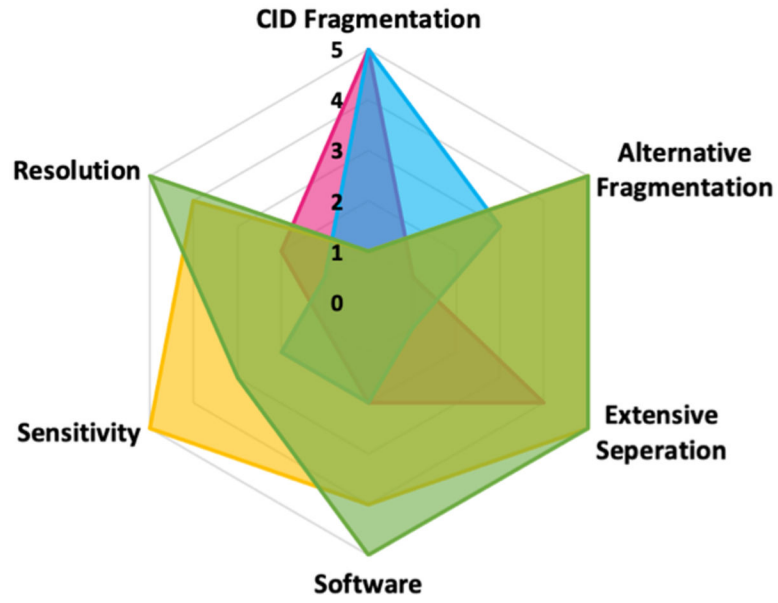 CID Fragmentation
5
4
3
2
1
0
Resolution
Alternative
Fragmentation
Sensitivity
Extensive
Seperation
Software